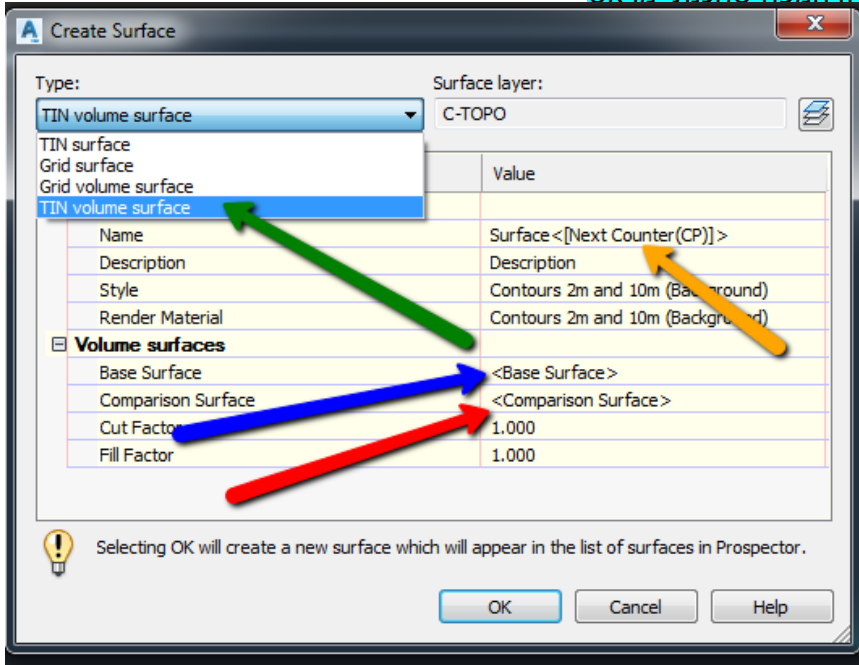 Create Surface
Type: Surface layer:
TIN volume surface C-TOPO
TIN surface
Grid surface
Grid volume surface
TIN volume surface
Value
Name Surface<[Next Counter(CP)]>
Description Description
Style Contours 2m and 10m (Background)
Render Material Contours 2m and 10m (Background)
Volume surfaces
Base Surface <Base Surface>
Comparison Surface <Comparison Surface>
Cut Factor 1.000
Fill Factor 1.000
Selecting OK will create a new surface which will appear in the list of surfaces in Prospector.
OK Cancel Help